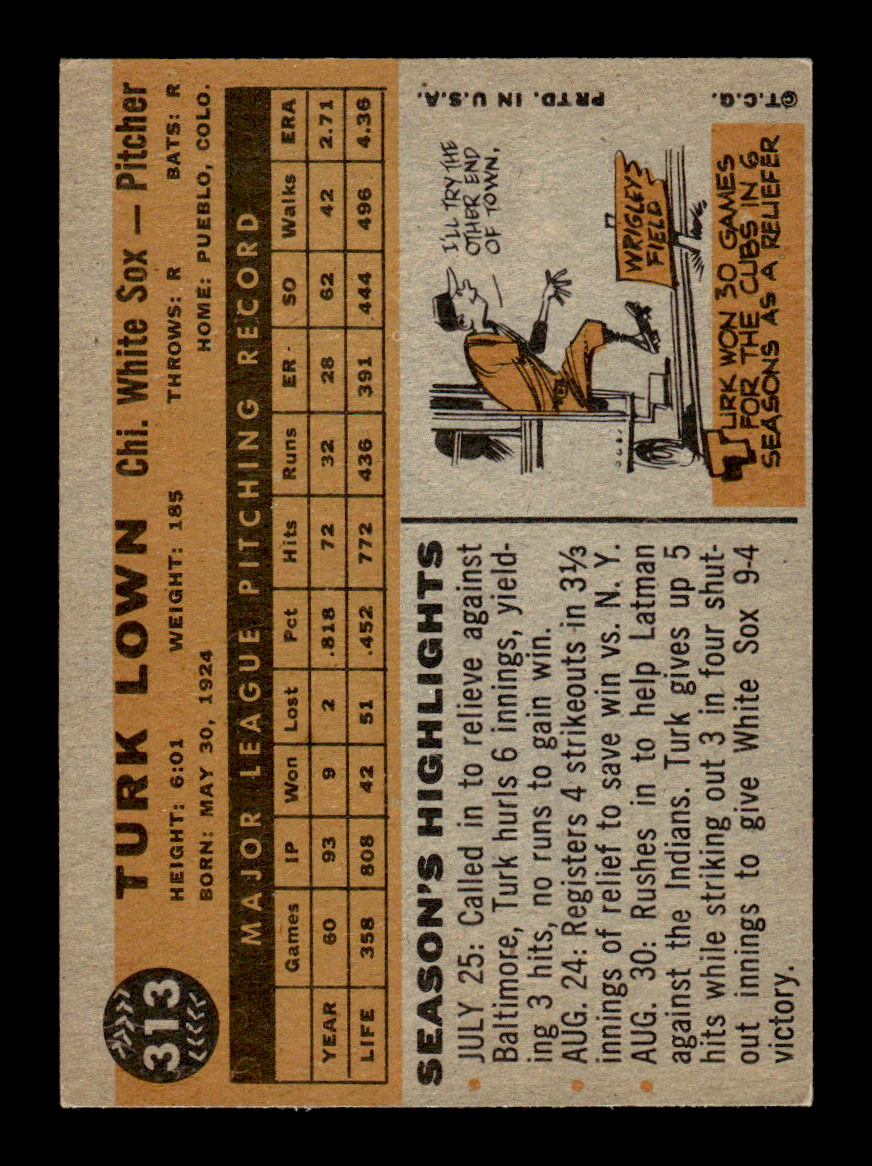 313
TURK LOWN Chi. White Sox — Pitcher
HEIGHT: 6:01 WEIGHT: 185 THROWS: R BATS: R
BORN: MAY 30, 1924 HOME: PUEBLO, COLO.
MAJOR LEAGUE PITCHING RECORD
Games IP Won Lost Pct Hits Runs ER SO Walks ERA
YEAR 60 93 9 2 .818 72 32 28 62 42 2.71
LIFE 358 808 42 51 .452 772 436 391 444 496 4.36
SEASON'S HIGHLIGHTS
• JULY 25: Called in to relieve against
Baltimore, Turk hurls 6 innings, yield-
ing 3 hits, no runs to gain win.
• AUG. 24: Registers 4 strikeouts in 3⅓
innings of relief to save win vs. N. Y.
• AUG. 30: Rushes in to help Latman
against the Indians. Turk gives up 5
hits while striking out 3 in four shut-
out innings to give White Sox 9-4
victory.
I'LL TRY THE
OTHER END
OF TOWN.
WRIGLEY
FIELD
TURK WON 30 GAMES
FOR THE CUBS IN 6
SEASONS AS A RELIEFER
© T.C.G. PRTD. IN U.S.A.